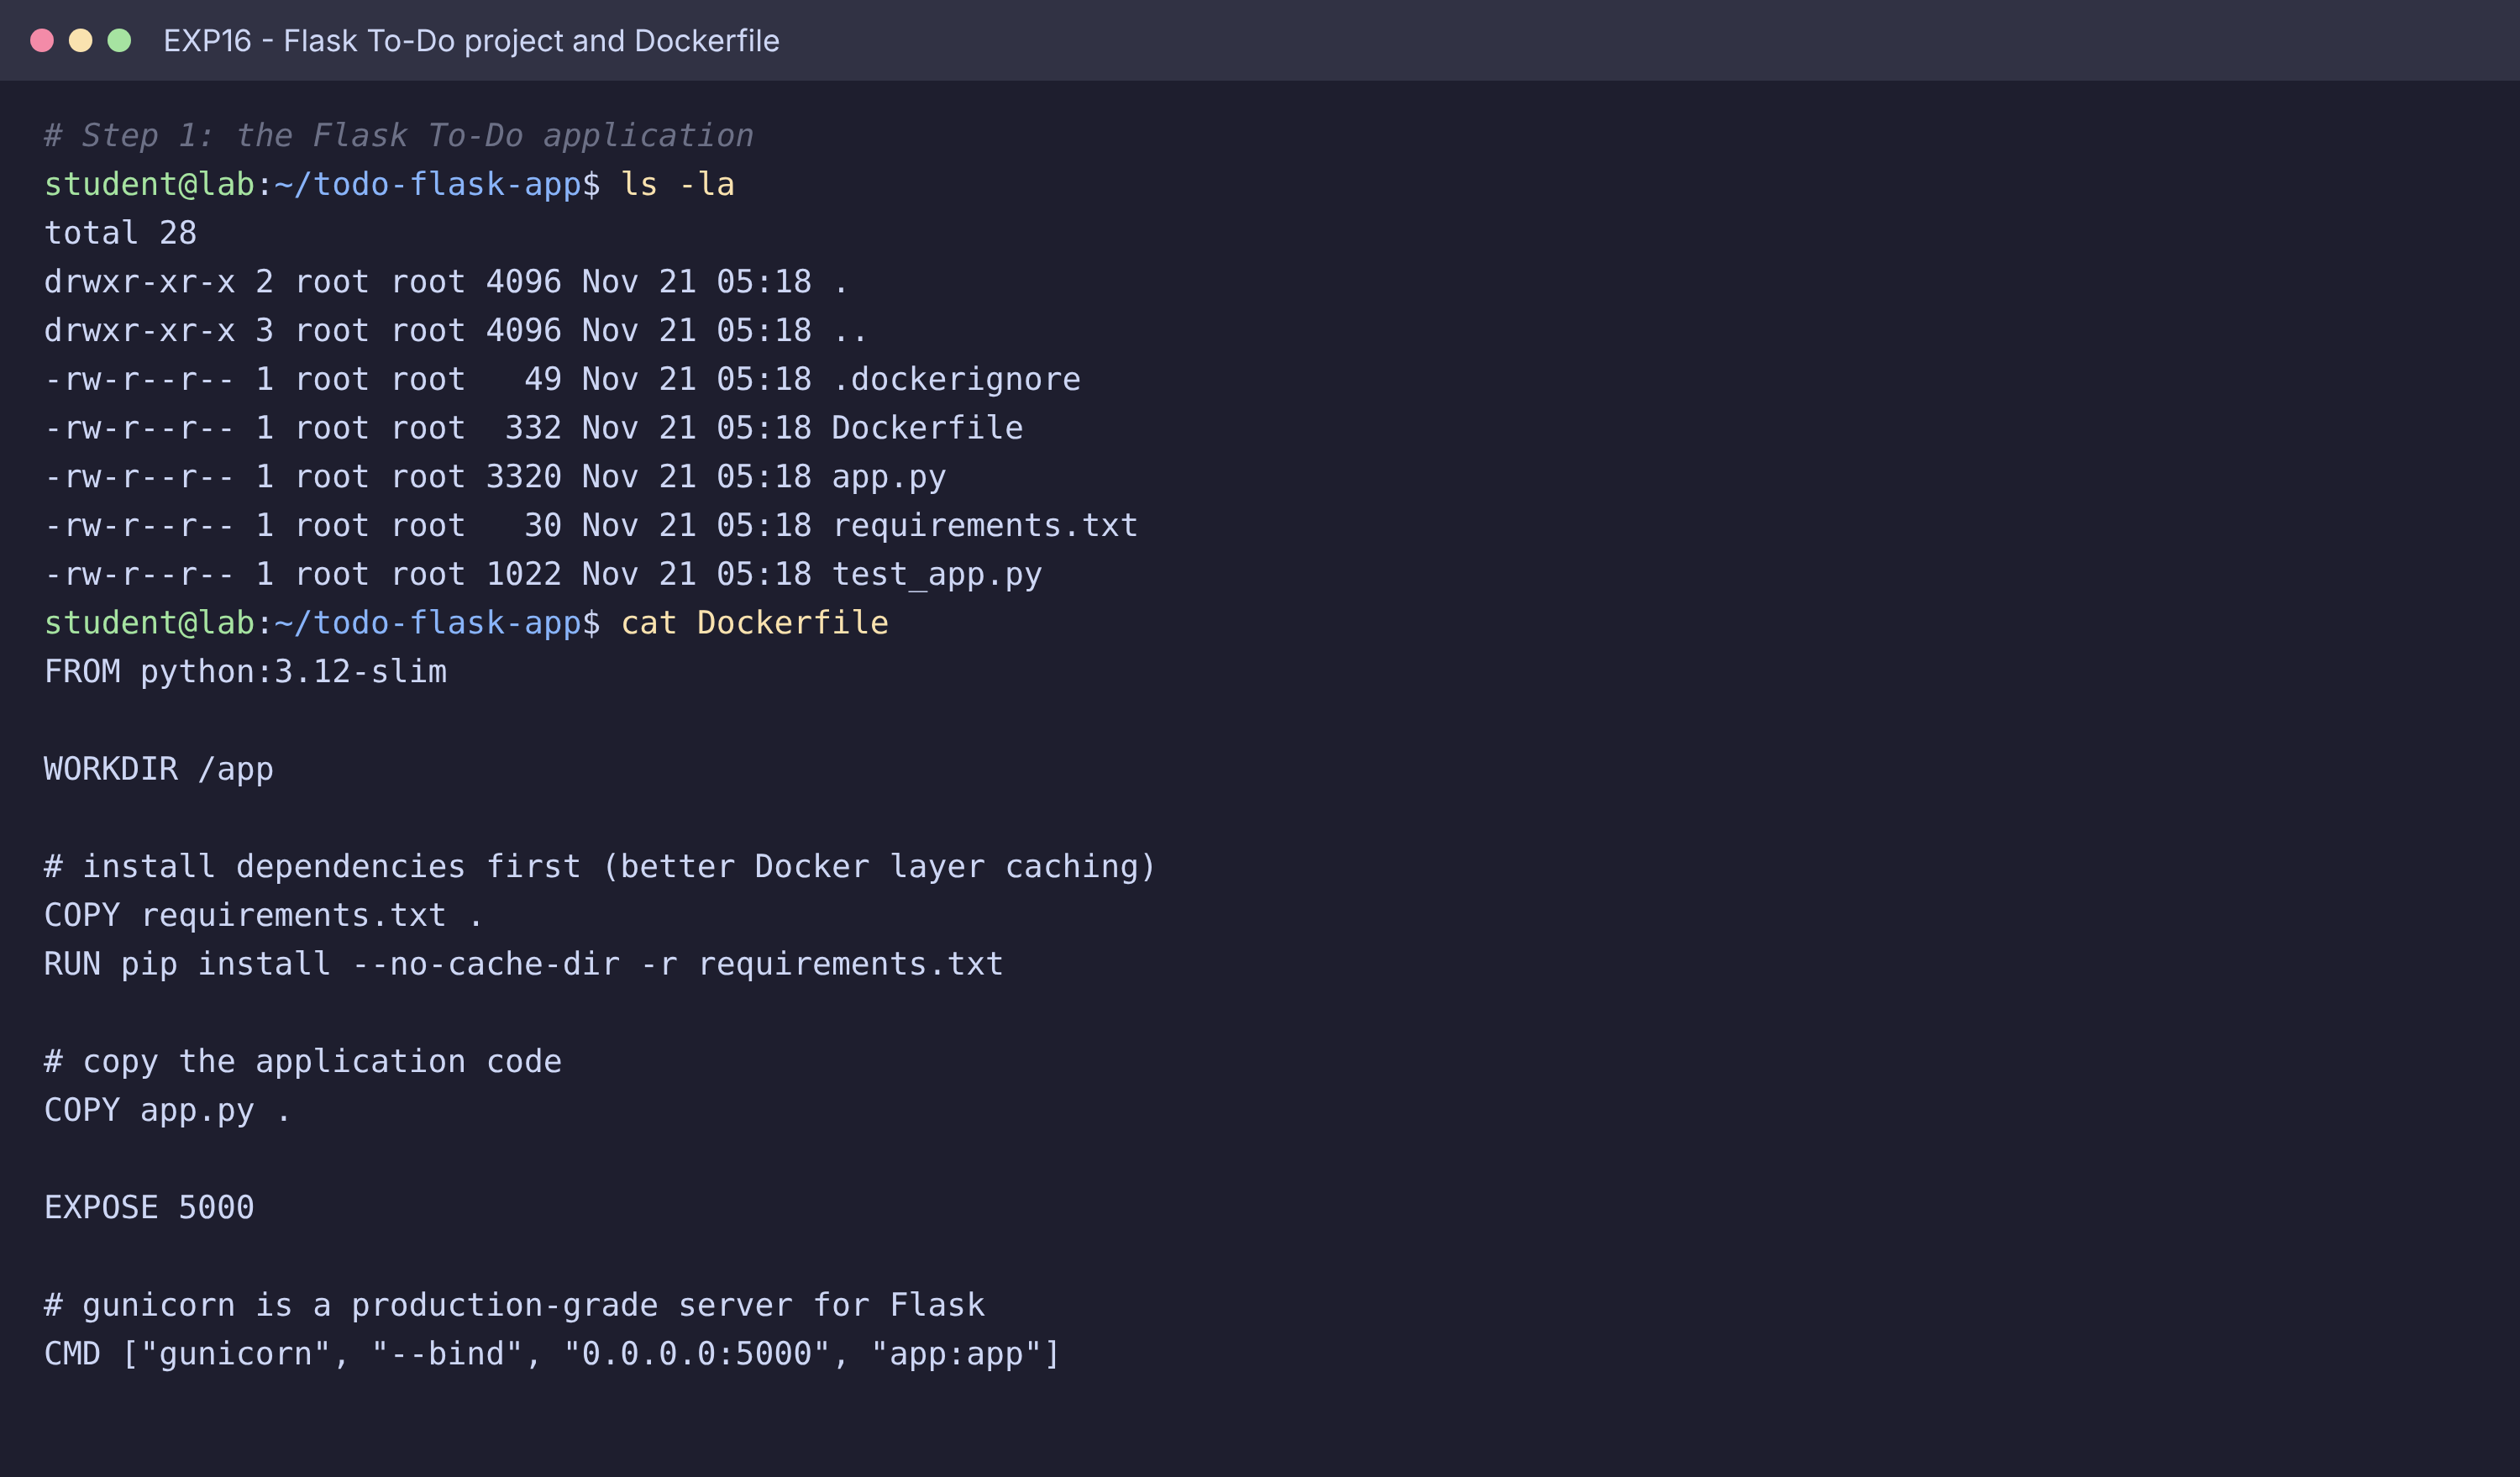 EXP16 - Flask To-Do project and Dockerfile
# Step 1: the Flask To-Do application
student@lab:~/todo-flask-app$ ls -la
total 28
drwxr-xr-x 2 root root 4096 Nov 21 05:18 .
drwxr-xr-x 3 root root 4096 Nov 21 05:18 ..
-rw-r--r-- 1 root root   49 Nov 21 05:18 .dockerignore
-rw-r--r-- 1 root root  332 Nov 21 05:18 Dockerfile
-rw-r--r-- 1 root root 3320 Nov 21 05:18 app.py
-rw-r--r-- 1 root root   30 Nov 21 05:18 requirements.txt
-rw-r--r-- 1 root root 1022 Nov 21 05:18 test_app.py
student@lab:~/todo-flask-app$ cat Dockerfile
FROM python:3.12-slim
WORKDIR /app
# install dependencies first (better Docker layer caching)
COPY requirements.txt .
RUN pip install --no-cache-dir -r requirements.txt
# copy the application code
COPY app.py .
EXPOSE 5000
# gunicorn is a production-grade server for Flask
CMD ["gunicorn", "--bind", "0.0.0.0:5000", "app:app"]